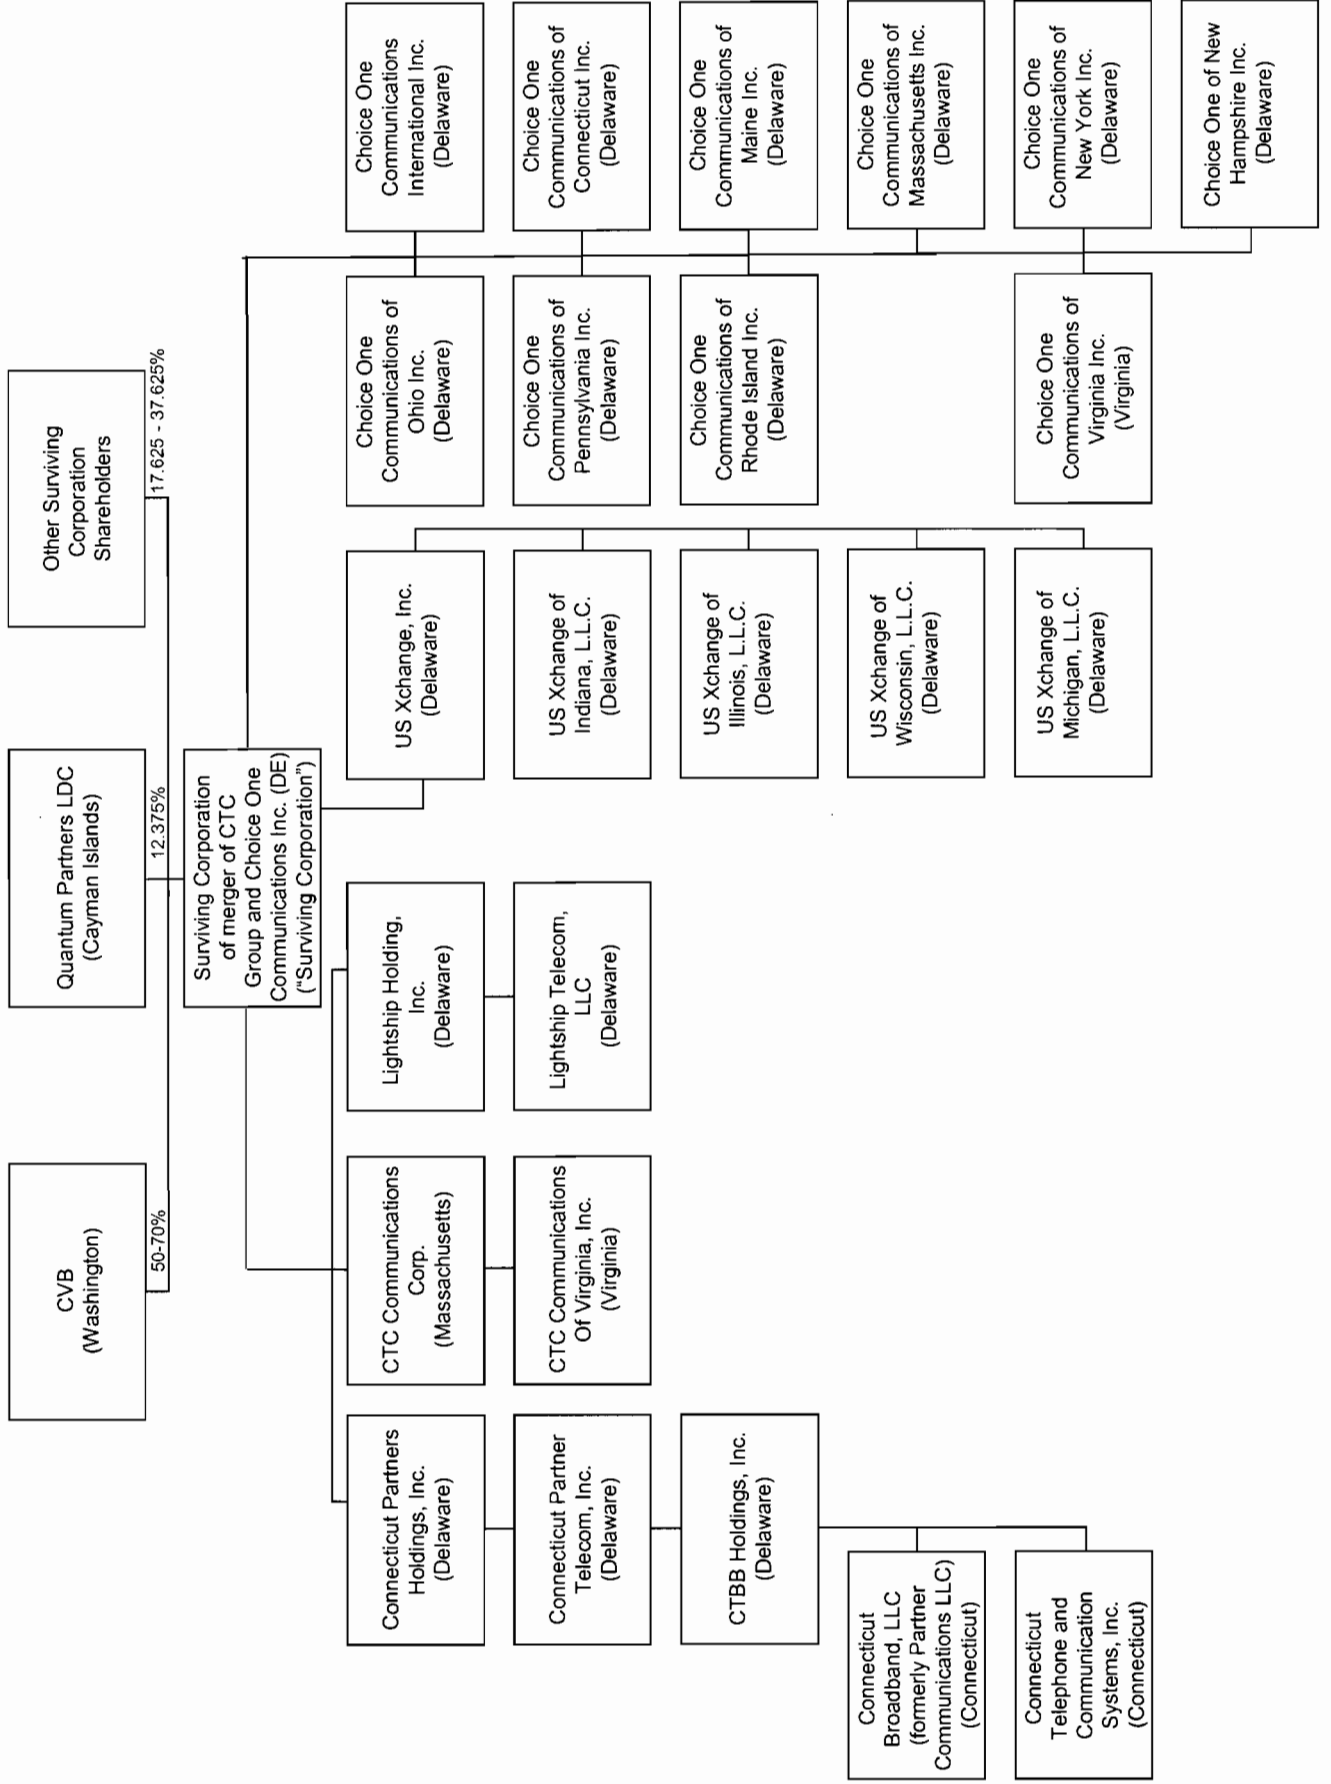 CVB
(Washington)
50-70%
Quantum Partners LDC
(Cayman Islands)
12.375%
Other Surviving
Corporation
Shareholders
17.625 - 37.625%
Surviving Corporation
of merger of CTC
Group and Choice One
Communications Inc. (DE)
("Surviving Corporation")
Connecticut Partners
Holdings, Inc.
(Delaware)
Connecticut Partner
Telecom, Inc.
(Delaware)
CTBB Holdings, Inc.
(Delaware)
Connecticut
Broadband, LLC
(formerly Partner
Communications LLC)
(Connecticut)
Connecticut
Telephone and
Communication
Systems, Inc.
(Connecticut)
CTC Communications
Corp.
(Massachusetts)
CTC Communications
Of Virginia, Inc.
(Virginia)
Lightship Holding,
Inc.
(Delaware)
Lightship Telecom,
LLC
(Delaware)
US Xchange, Inc.
(Delaware)
US Xchange of
Indiana, L.L.C.
(Delaware)
US Xchange of
Illinois, L.L.C.
(Delaware)
US Xchange of
Wisconsin, L.L.C.
(Delaware)
US Xchange of
Michigan, L.L.C.
(Delaware)
Choice One
Communications of
Ohio Inc.
(Delaware)
Choice One
Communications of
Pennsylvania Inc.
(Delaware)
Choice One
Communications of
Rhode Island Inc.
(Delaware)
Choice One
Communications of
Virginia Inc.
(Virginia)
Choice One
Communications
International Inc.
(Delaware)
Choice One
Communications of
Connecticut Inc.
(Delaware)
Choice One
Communications of
Maine Inc.
(Delaware)
Choice One
Communications of
Massachusetts Inc.
(Delaware)
Choice One
Communications of
New York Inc.
(Delaware)
Choice One of New
Hampshire Inc.
(Delaware)